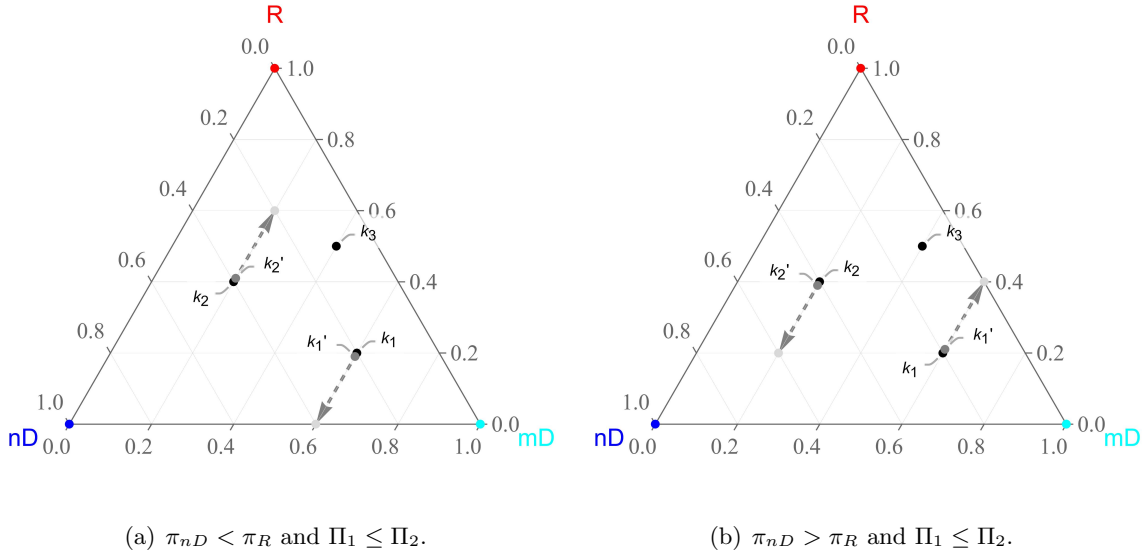 R R
0.0 1.0 0.0 1.0
0.2 0.8 0.2 0.8
0.4 0.6 0.4 0.6
k3 k3
k2' k2' k2
0.6 0.4 0.6 0.4
k2
k1' k1 k1'
0.8 0.2 0.8 0.2
k1
1.0 0.0 1.0 0.0
nD mD nD mD
0.0 0.2 0.4 0.6 0.8 1.0 0.0 0.2 0.4 0.6 0.8 1.0
(a) πnD < πR and Π1 ≤ Π2. (b) πnD > πR and Π1 ≤ Π2.